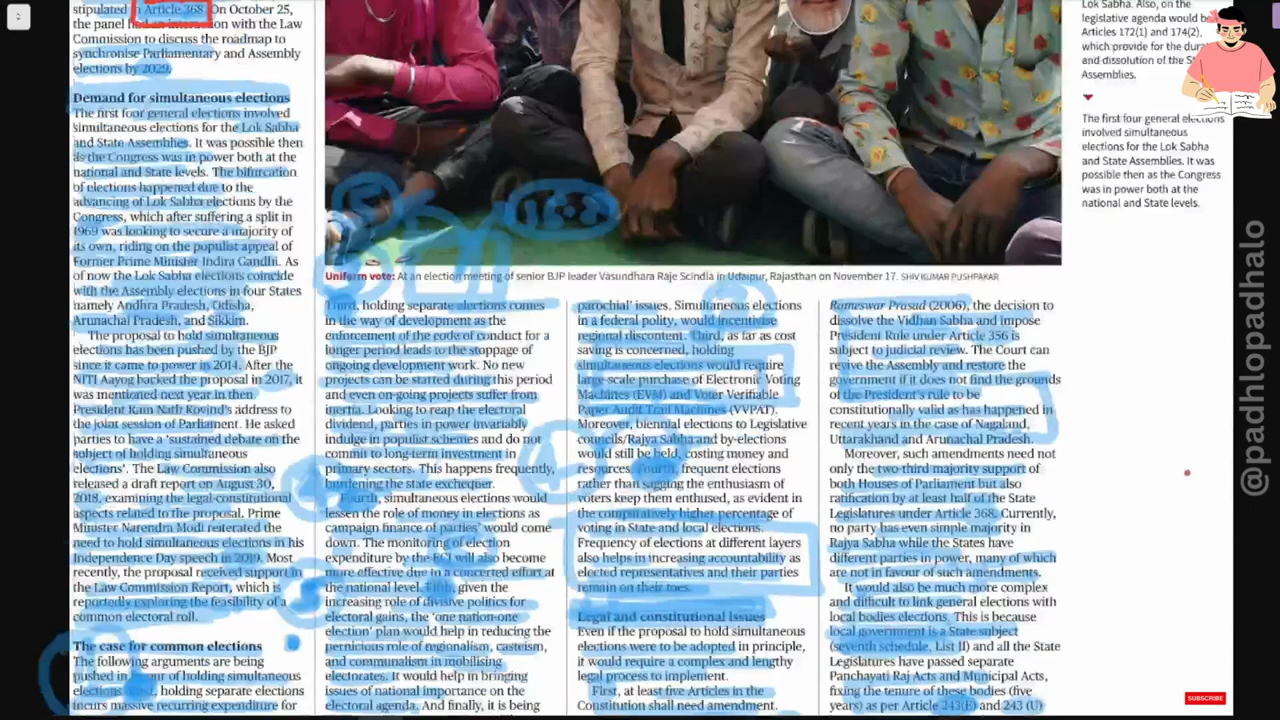 stipulated in Article 368. On October 25,
the panel had an interaction with the Law
Commission to discuss the roadmap to
synchronise Parliamentary and Assembly
elections by 2029.
Demand for simultaneous elections
The first four general elections involved
simultaneous elections for the Lok Sabha
and State Assemblies. It was possible then
as the Congress was in power both at the
national and State levels. The bifurcation
of elections happened due to the
advancing of Lok Sabha elections by the
Congress, which after suffering a split in
1969 was looking to secure a majority of
its own, riding on the populist appeal of
Former Prime Minister Indira Gandhi. As
of now the Lok Sabha elections coincide
with the Assembly elections in four States
namely Andhra Pradesh, Odisha,
Arunachal Pradesh, and Sikkim.
The proposal to hold simultaneous
elections has been pushed by the BJP
since it came to power in 2014. After the
NITI Aayog backed the proposal in 2017, it
was mentioned next year in then
President Ram Nath Kovind's address to
the joint session of Parliament. He asked
parties to have a 'sustained debate on the
subject of holding simultaneous
elections'. The Law Commission also
released a draft report on August 30,
2018, examining the legal-constitutional
aspects related to the proposal. Prime
Minister Narendra Modi reiterated the
need to hold simultaneous elections in his
Independence Day speech in 2019. Most
recently, the proposal received support in
the Law Commission Report, which is
reportedly exploring the feasibility of a
common electoral roll.
The case for common elections
The following arguments are being
pushed in favour of holding simultaneous
elections. First, holding separate elections
incurs massive recurring expenditure for
Uniform vote: At an election meeting of senior BJP leader Vasundhara Raje Scindia in Udaipur, Rajasthan on November 17. SHIV KUMAR PUSHPAKAR
Third, holding separate elections comes
in the way of development as the
enforcement of the code of conduct for a
longer period leads to the stoppage of
ongoing development work. No new
projects can be started during this period
and even on-going projects suffer from
inertia. Looking to reap the electoral
dividend, parties in power invariably
indulge in populist schemes and do not
commit to long-term investment in
primary sectors. This happens frequently,
burdening the state exchequer.
Fourth, simultaneous elections would
lessen the role of money in elections as
campaign finance of parties' would come
down. The monitoring of election
expenditure by the ECI will also become
more effective due to a concerted effort at
the national level. Fifth, given the
increasing role of divisive politics for
electoral gains, the 'one nation-one
election' plan would help in reducing the
pernicious role of regionalism, casteism,
and communalism in mobilising
electorates. It would help in bringing
issues of national importance on the
electoral agenda. And finally, it is being
parochial' issues. Simultaneous elections
in a federal polity, would incentivise
regional discontent. Third, as far as cost
saving is concerned, holding
simultaneous elections would require
large-scale purchase of Electronic Voting
Machines (EVM) and Voter Verifiable
Paper Audit Trail Machines (VVPAT).
Moreover, biennial elections to Legislative
councils/Rajya Sabha and by-elections
would still be held, costing money and
resources. Fourth, frequent elections
rather than sagging the enthusiasm of
voters keep them enthused, as evident in
the comparatively higher percentage of
voting in State and local elections.
Frequency of elections at different layers
also helps in increasing accountability as
elected representatives and their parties
remain on their toes.
Legal and constitutional issues
Even if the proposal to hold simultaneous
elections were to be adopted in principle,
it would require a complex and lengthy
legal process to implement.
First, at least five Articles in the
Constitution shall need amendment.
Rameswar Prasad (2006), the decision to
dissolve the Vidhan Sabha and impose
President Rule under Article 356 is
subject to judicial review. The Court can
revive the Assembly and restore the
government if it does not find the grounds
of the President's rule to be
constitutionally valid as has happened in
recent years in the case of Nagaland,
Uttarakhand and Arunachal Pradesh.
Moreover, such amendments need not
only the two-third majority support of
both Houses of Parliament but also
ratification by at least half of the State
Legislatures under Article 368. Currently,
no party has even simple majority in
Rajya Sabha while the States have
different parties in power, many of which
are not in favour of such amendments.
It would also be much more complex
and difficult to link general elections with
local bodies elections. This is because
local government is a State subject
(seventh schedule, List II) and all the State
Legislatures have passed separate
Panchayati Raj Acts and Municipal Acts,
fixing the tenure of these bodies (five
years) as per Article 243(E) and 243 (U)
Lok Sabha. Also, on the
legislative agenda would be
Articles 172(1) and 174(2),
which provide for the
and dissolution of the
Assemblies.
The first four general elections
involved simultaneous
elections for the Lok Sabha
and State Assemblies. It was
possible then as the Congress
was in power both at the
national and State levels.
@padhlopadhalo
SUBSCRIBE